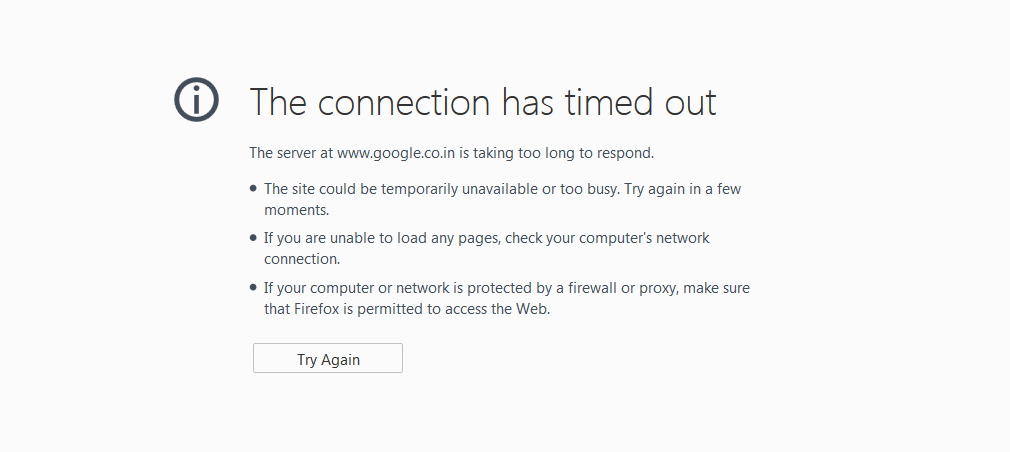 The connection has timed out
The server at www.google.co.in is taking too long to respond.
• The site could be temporarily unavailable or too busy. Try again in a few
moments.
• If you are unable to load any pages, check your computer's network
connection.
• If your computer or network is protected by a firewall or proxy, make sure
that Firefox is permitted to access the Web.
Try Again